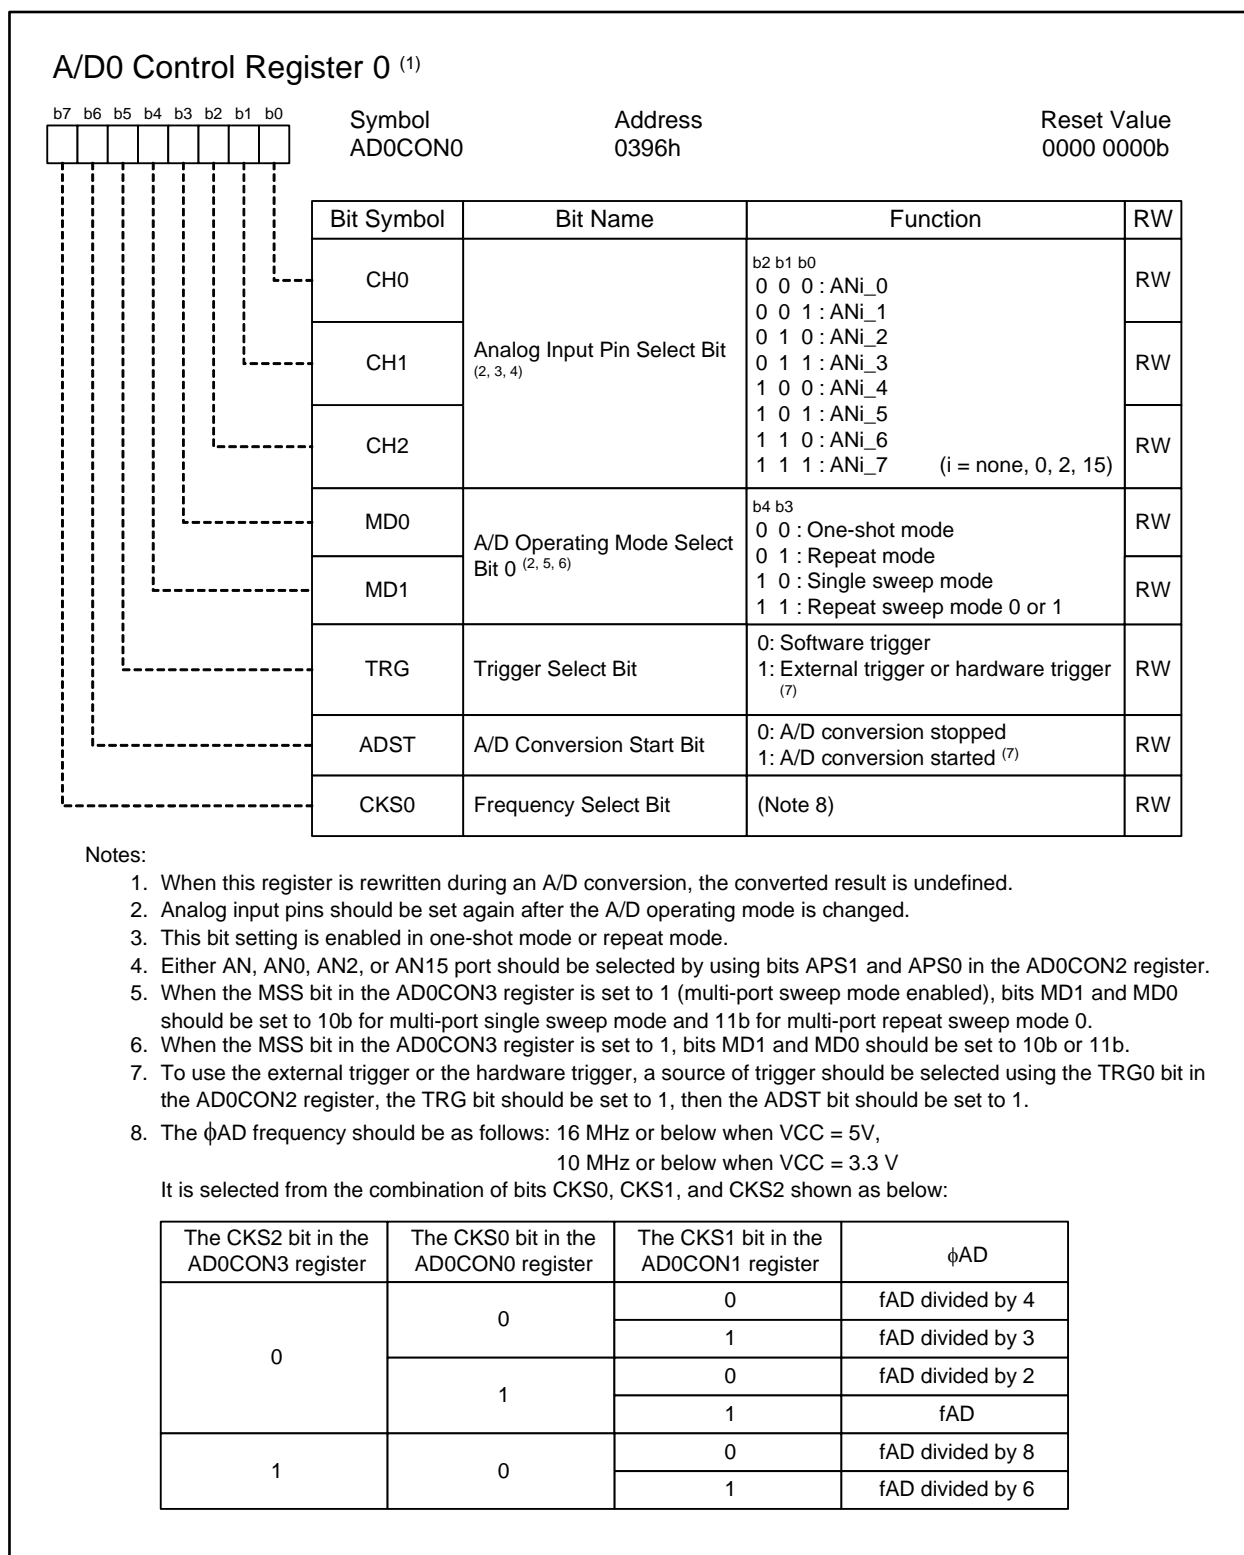 A/D0 Control Register 0 (1)
b7 b6 b5 b4 b3 b2 b1 b0
Symbol Address Reset Value
AD0CON0 0396h 0000 0000b
Bit Symbol Bit Name Function RW
CH0 RW
CH1 Analog Input Pin Select Bit (2, 3, 4) RW
CH2 RW
b2 b1 b0
0 0 0 : ANi_0
0 0 1 : ANi_1
0 1 0 : ANi_2
0 1 1 : ANi_3
1 0 0 : ANi_4
1 0 1 : ANi_5
1 1 0 : ANi_6
1 1 1 : ANi_7 (i = none, 0, 2, 15)
MD0 RW
A/D Operating Mode Select
Bit 0 (2, 5, 6)
MD1 RW
b4 b3
0 0 : One-shot mode
0 1 : Repeat mode
1 0 : Single sweep mode
1 1 : Repeat sweep mode 0 or 1
TRG Trigger Select Bit RW
0: Software trigger
1: External trigger or hardware trigger
(7)
ADST A/D Conversion Start Bit RW
0: A/D conversion stopped
1: A/D conversion started (7)
CKS0 Frequency Select Bit (Note 8) RW
Notes:
1. When this register is rewritten during an A/D conversion, the converted result is undefined.
2. Analog input pins should be set again after the A/D operating mode is changed.
3. This bit setting is enabled in one-shot mode or repeat mode.
4. Either AN, AN0, AN2, or AN15 port should be selected by using bits APS1 and APS0 in the AD0CON2 register.
5. When the MSS bit in the AD0CON3 register is set to 1 (multi-port sweep mode enabled), bits MD1 and MD0
should be set to 10b for multi-port single sweep mode and 11b for multi-port repeat sweep mode 0.
6. When the MSS bit in the AD0CON3 register is set to 1, bits MD1 and MD0 should be set to 10b or 11b.
7. To use the external trigger or the hardware trigger, a source of trigger should be selected using the TRG0 bit in
the AD0CON2 register, the TRG bit should be set to 1, then the ADST bit should be set to 1.
8. The ϕAD frequency should be as follows: 16 MHz or below when VCC = 5V,
10 MHz or below when VCC = 3.3 V
It is selected from the combination of bits CKS0, CKS1, and CKS2 shown as below:
The CKS2 bit in the The CKS0 bit in the The CKS1 bit in the ϕAD
AD0CON3 register AD0CON0 register AD0CON1 register
0 0 0 fAD divided by 4
1 fAD divided by 3
1 0 fAD divided by 2
1 fAD
1 0 0 fAD divided by 8
1 fAD divided by 6